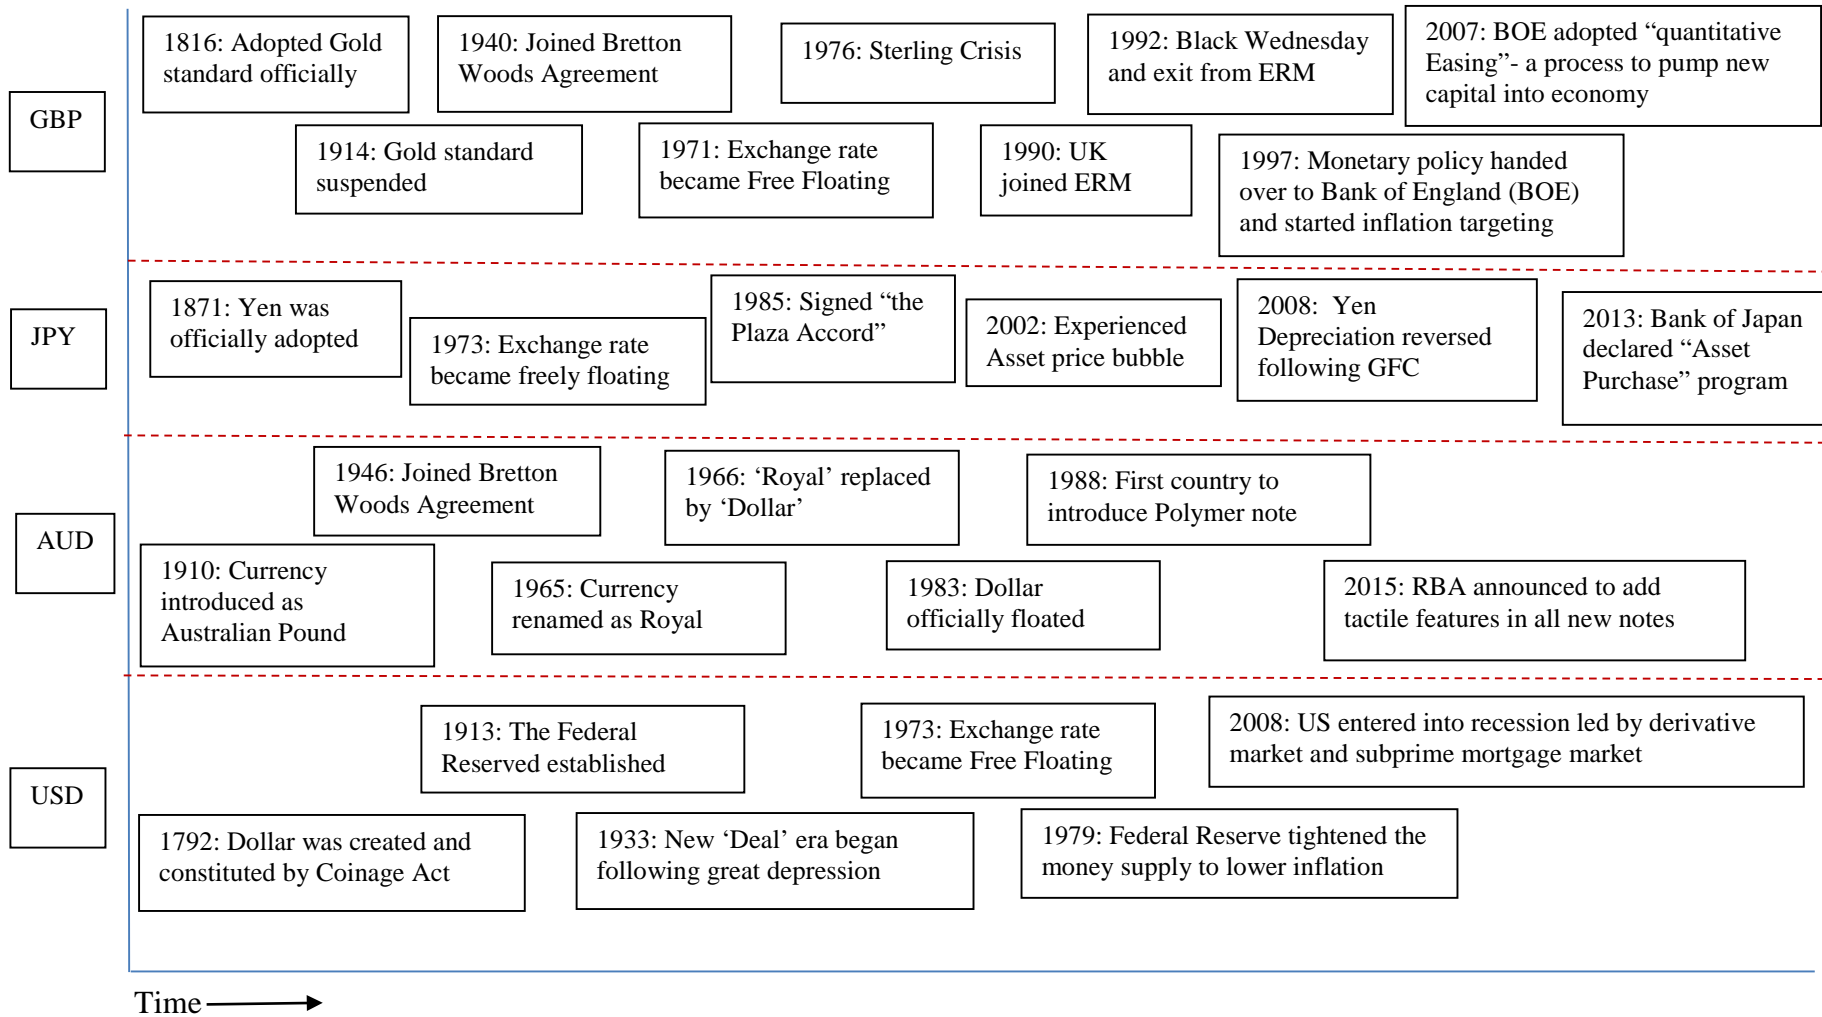 GBP
1816: Adopted Gold
standard officially
1914: Gold standard
suspended
1940: Joined Bretton
Woods Agreement
1971: Exchange rate
became Free Floating
1976: Sterling Crisis
1990: UK
joined ERM
1992: Black Wednesday
and exit from ERM
1997: Monetary policy handed
over to Bank of England (BOE)
and started inflation targeting
2007: BOE adopted “quantitative
Easing”- a process to pump new
capital into economy
JPY
1871: Yen was
officially adopted
1973: Exchange rate
became freely floating
1985: Signed “the
Plaza Accord”
2002: Experienced
Asset price bubble
2008:  Yen
Depreciation reversed
following GFC
2013: Bank of Japan
declared “Asset
Purchase” program
AUD
1910: Currency
introduced as
Australian Pound
1946: Joined Bretton
Woods Agreement
1965: Currency
renamed as Royal
1966: ‘Royal’ replaced
by ‘Dollar’
1983: Dollar
officially floated
1988: First country to
introduce Polymer note
2015: RBA announced to add
tactile features in all new notes
USD
1792: Dollar was created and
constituted by Coinage Act
1913: The Federal
Reserved established
1933: New ‘Deal’ era began
following great depression
1973: Exchange rate
became Free Floating
1979: Federal Reserve tightened the
money supply to lower inflation
2008: US entered into recession led by derivative
market and subprime mortgage market
Time